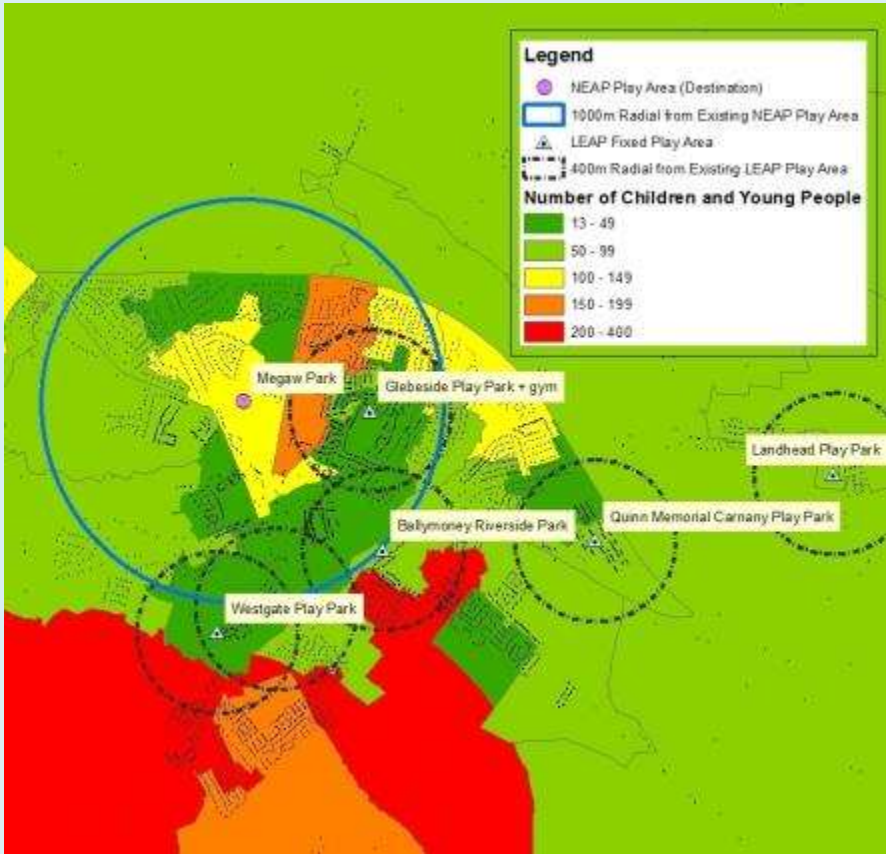 Legend
NEAP Play Area (Destination)
1000m Radial from Existing NEAP Play Area
LEAP Fixed Play Area
400m Radial from Existing LEAP Play Area
Number of Children and Young People
13 - 49
50 - 99
100 - 149
150 - 199
200 - 400
Megaw Park
Glebeside Play Park + gym
Landhead Play Park
Ballymoney Riverside Park
Quinn Memorial Carnany Play Park
Westgate Play Park